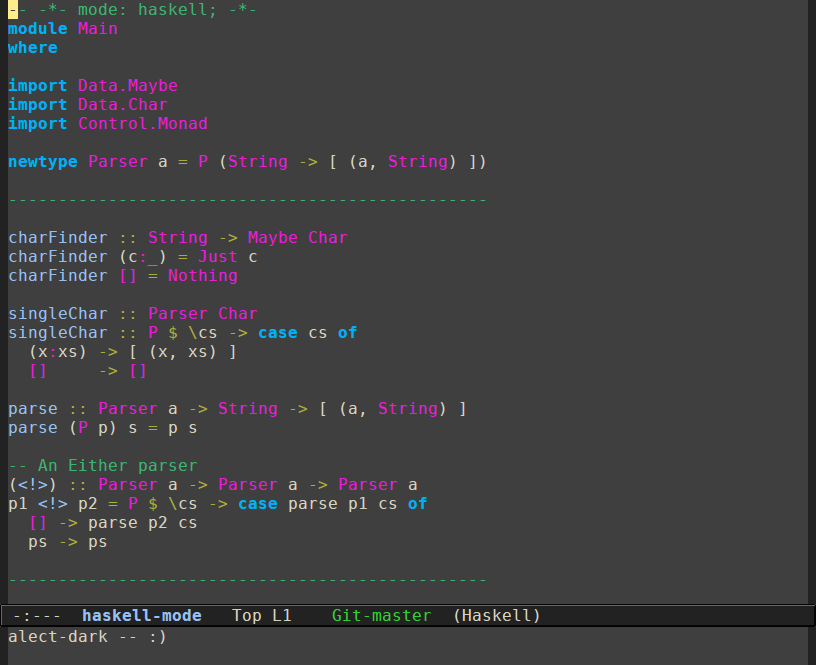 -- -*- mode: haskell; -*-
module Main
where

import Data.Maybe
import Data.Char
import Control.Monad

newtype Parser a = P (String -> [ (a, String) ])

------------------------------------------------

charFinder :: String -> Maybe Char
charFinder (c:_) = Just c
charFinder [] = Nothing

singleChar :: Parser Char
singleChar :: P $ \cs -> case cs of
  (x:xs) -> [ (x, xs) ]
  []     -> []

parse :: Parser a -> String -> [ (a, String) ]
parse (P p) s = p s

-- An Either parser
(<!>) :: Parser a -> Parser a -> Parser a
p1 <!> p2 = P $ \cs -> case parse p1 cs of
  [] -> parse p2 cs
  ps -> ps

------------------------------------------------
-:---  haskell-mode   Top L1    Git-master  (Haskell)
alect-dark -- :)